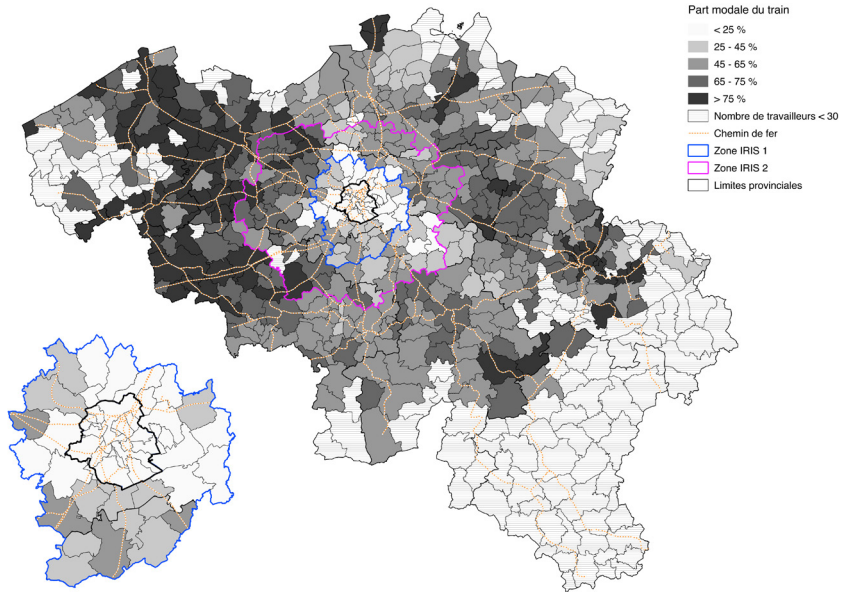 Part modale du train
< 25 %
25 - 45 %
45 - 65 %
65 - 75 %
> 75 %
Nombre de travailleurs < 30
Chemin de fer
Zone IRIS 1
Zone IRIS 2
Limites provinciales